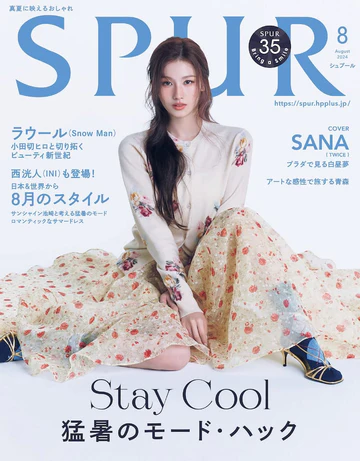 真夏に映えるおしゃれ
SPUR
SPUR
35
Bring a Smile
8
August
2024
シュプール
https://spur.hpplus.jp/
ラウール(Snow Man)
小田切ヒロと切り拓く
ビューティ新世紀
西洸人(INI)も登場!
日本&世界から
8月のスタイル
サンシャイン池崎と考える猛暑のモード
ロマンティックなサマードレス
COVER
SANA
(TWICE)
プラダで見る白昼夢
アートな感性で旅する青森
Stay Cool
猛暑のモード・ハック